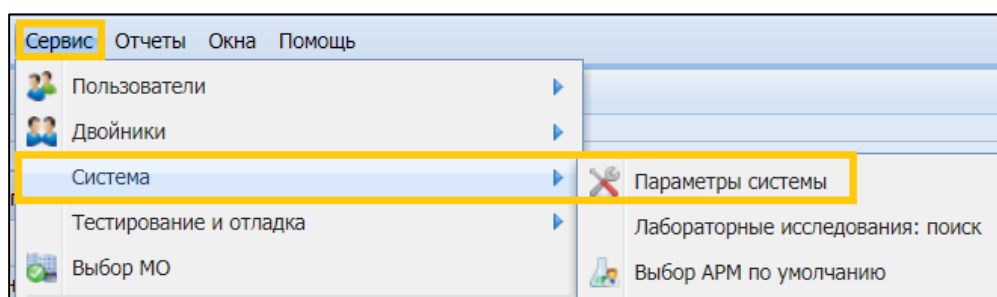 Сервис Отчеты Окна Помощь
Пользователи
Двойники
Система
Параметры системы
Тестирование и отладка
Лабораторные исследования: поиск
Выбор МО
Выбор АРМ по умолчанию